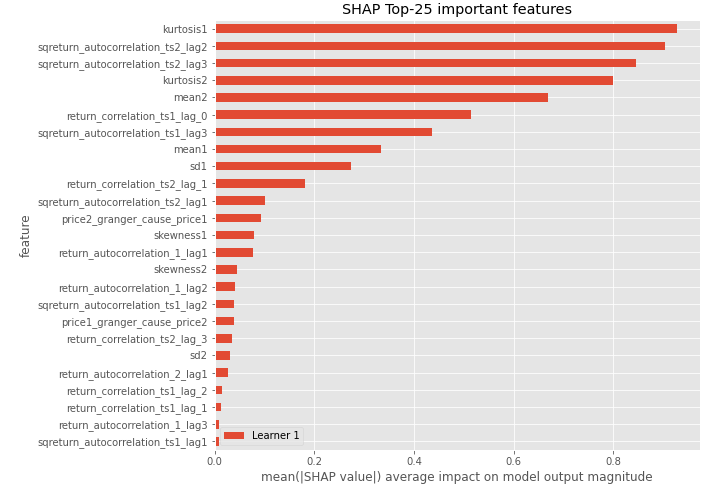 SHAP Top-25 important features
kurtosis1
sqreturn_autocorrelation_ts2_lag2
sqreturn_autocorrelation_ts2_lag3
kurtosis2
mean2
return_correlation_ts1_lag_0
sqreturn_autocorrelation_ts1_lag3
mean1
sd1
return_correlation_ts2_lag_1
sqreturn_autocorrelation_ts2_lag1
price2_granger_cause_price1
skewness1
return_autocorrelation_1_lag1
skewness2
return_autocorrelation_1_lag2
sqreturn_autocorrelation_ts1_lag2
price1_granger_cause_price2
return_correlation_ts2_lag_3
sd2
return_autocorrelation_2_lag1
return_correlation_ts1_lag_2
return_correlation_ts1_lag_1
return_autocorrelation_1_lag3
sqreturn_autocorrelation_ts1_lag1
feature
Learner 1
0.0 0.2 0.4 0.6 0.8
mean(|SHAP value|) average impact on model output magnitude